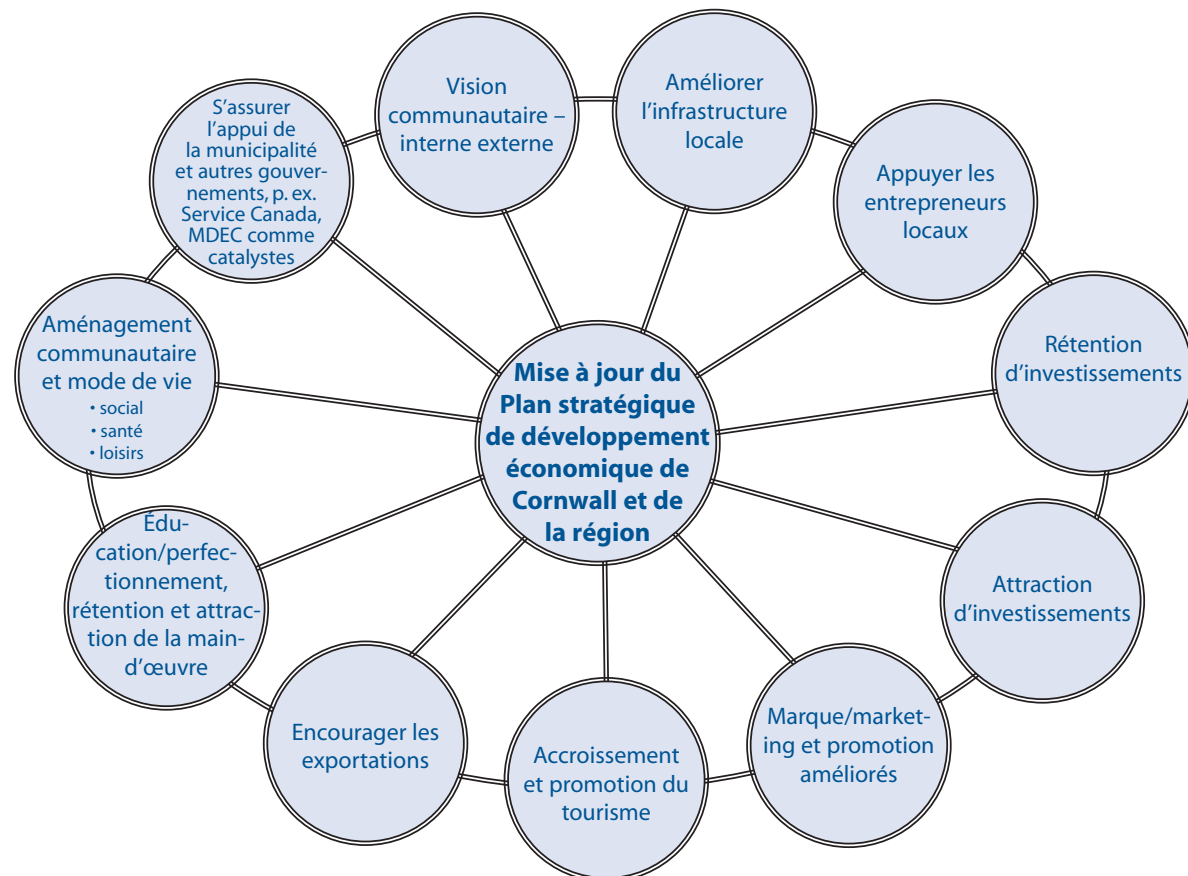 Vision
communautaire –
interne externe
Améliorer
l'infrastructure
locale
Appuyer les
entrepreneurs
locaux
Rétention
d'investissements
Attraction
d'investissements
Marque/market-
ing et promotion
améliorés
Accroissement
et promotion du
tourisme
Encourager les
exportations
Édu-
cation/perfec-
tionnement,
rétention et attrac-
tion de la main-
d'œuvre
Aménagement
communautaire
et mode de vie
• social
• santé
• loisirs
S'assurer
l'appui de
la municipalité
et autres gouver-
nements, p. ex.
Service Canada,
MDEC comme
catalystes
Mise à jour du
Plan stratégique
de développement
économique de
Cornwall et de
la région